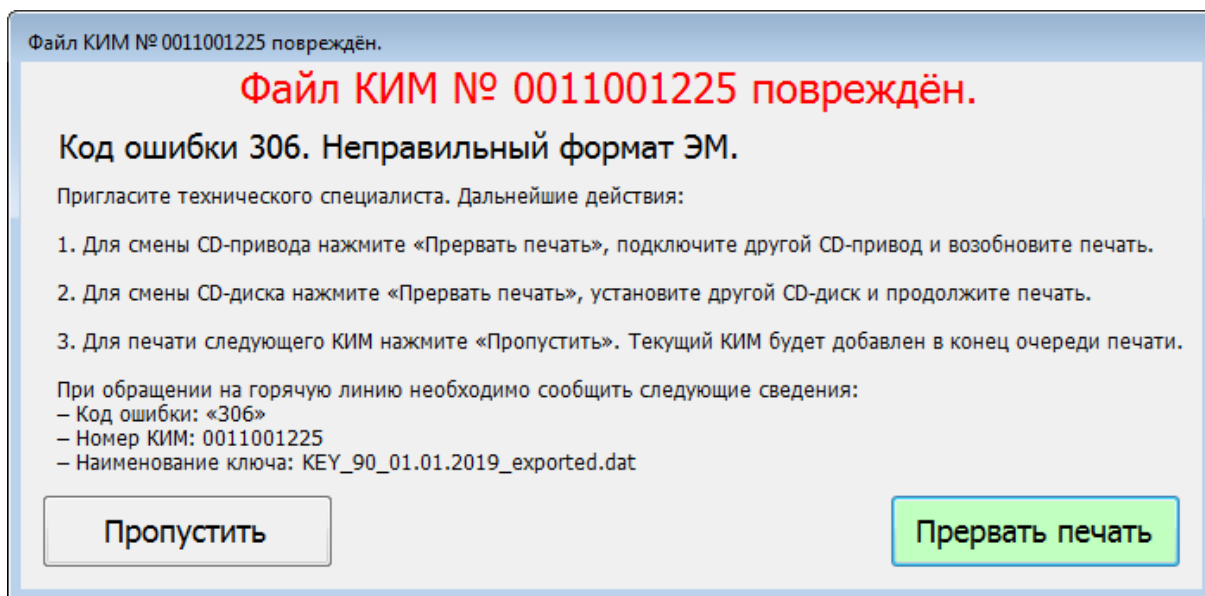 Файл КИМ № 0011001225 повреждён.
Файл КИМ № 0011001225 повреждён.
Код ошибки 306. Неправильный формат ЭМ.
Пригласите технического специалиста. Дальнейшие действия:
1. Для смены CD-привода нажмите «Прервать печать», подключите другой CD-привод и возобновите печать.
2. Для смены CD-диска нажмите «Прервать печать», установите другой CD-диск и продолжите печать.
3. Для печати следующего КИМ нажмите «Пропустить». Текущий КИМ будет добавлен в конец очереди печати.
При обращении на горячую линию необходимо сообщить следующие сведения:
– Код ошибки: «306»
– Номер КИМ: 0011001225
– Наименование ключа: KEY_90_01.01.2019_exported.dat
Пропустить
Прервать печать